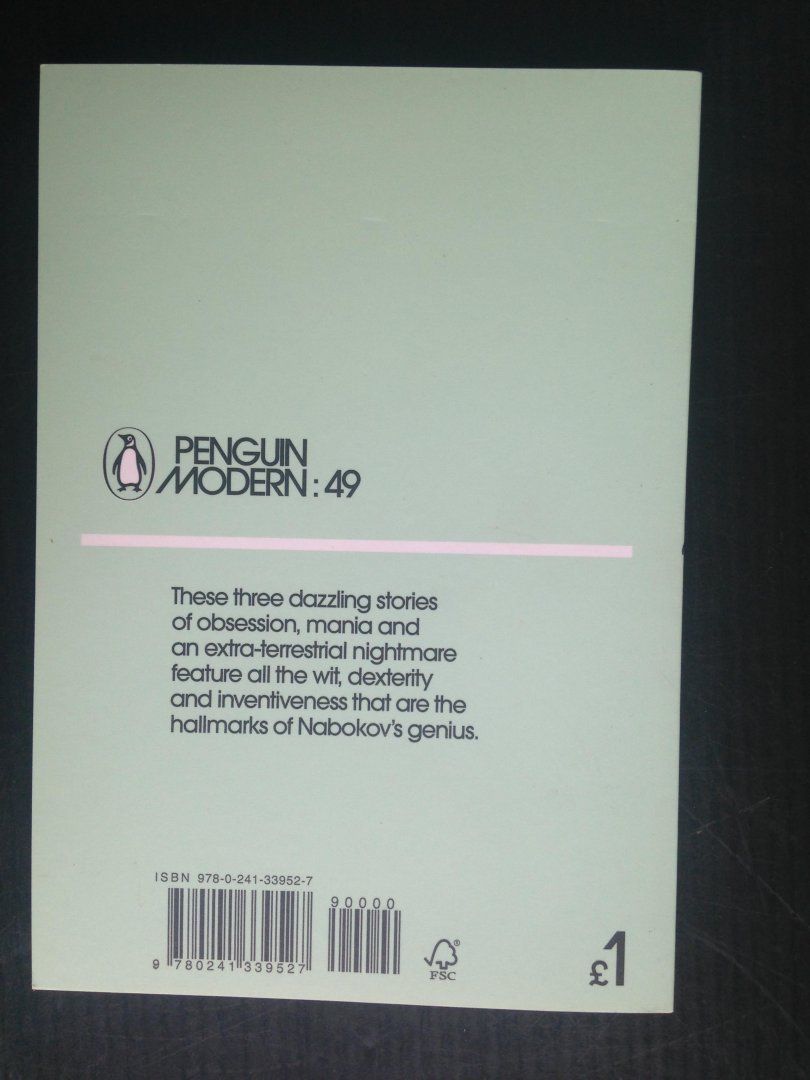 PENGUIN
MODERN : 49
These three dazzling stories
of obsession, mania and
an extra-terrestrial nightmare
feature all the wit, dexterity
and inventiveness that are the
hallmarks of Nabokov's genius.
ISBN 978-0-241-33952-7
90000
9 780241 339527
FSC®
£1